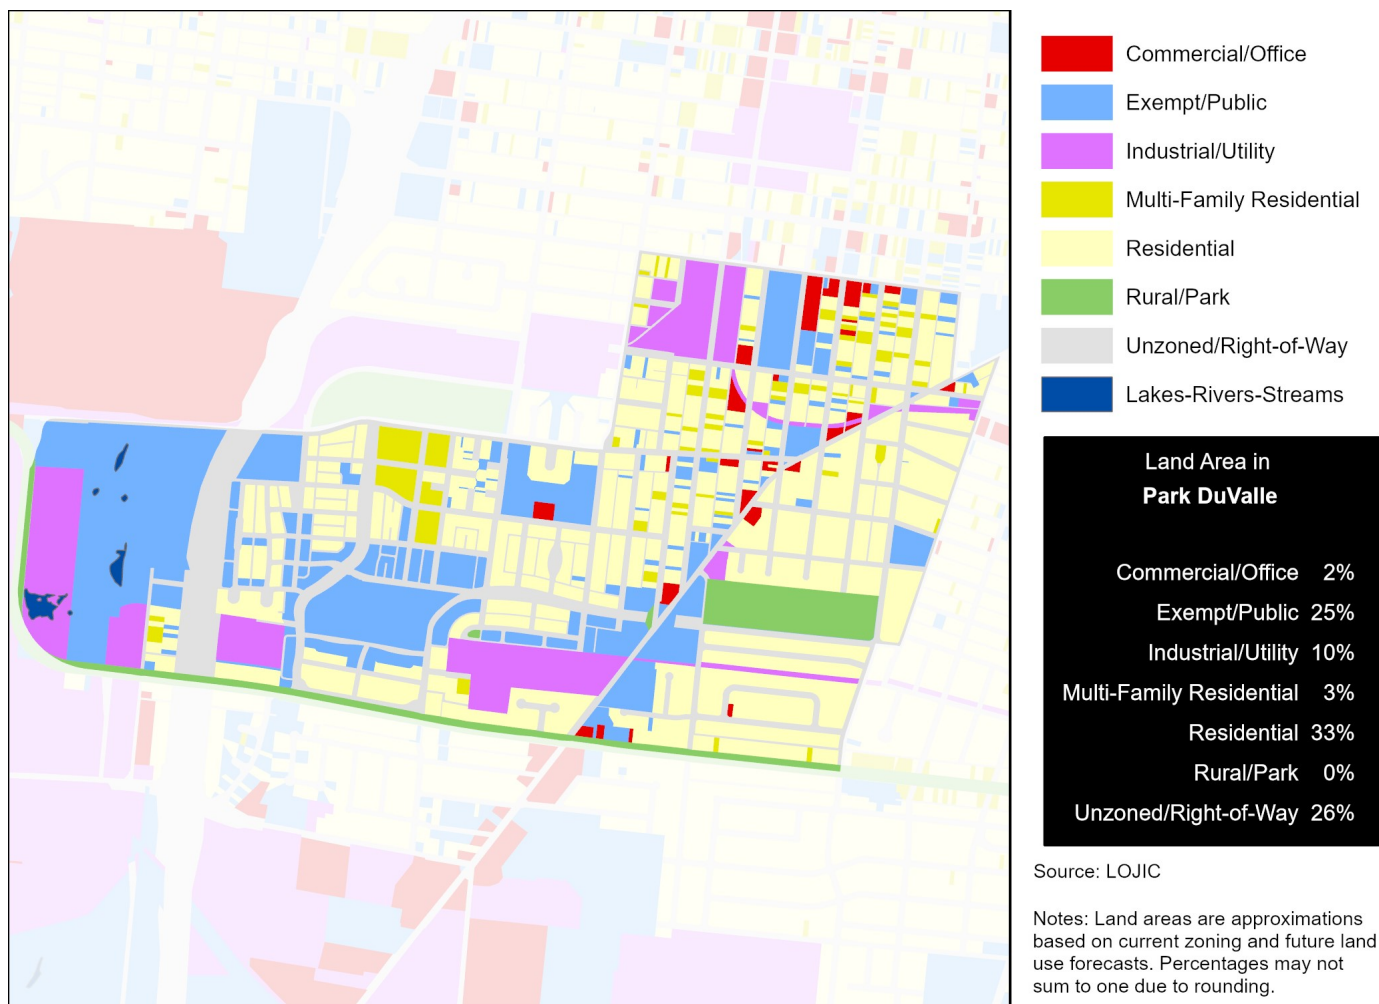 Commercial/Office
Exempt/Public
Industrial/Utility
Multi-Family Residential
Residential
Rural/Park
Unzoned/Right-of-Way
Lakes-Rivers-Streams
Land Area in
Park DuValle
Commercial/Office 2%
Exempt/Public 25%
Industrial/Utility 10%
Multi-Family Residential 3%
Residential 33%
Rural/Park 0%
Unzoned/Right-of-Way 26%
Source: LOJIC
Notes: Land areas are approximations
based on current zoning and future land
use forecasts. Percentages may not
sum to one due to rounding.